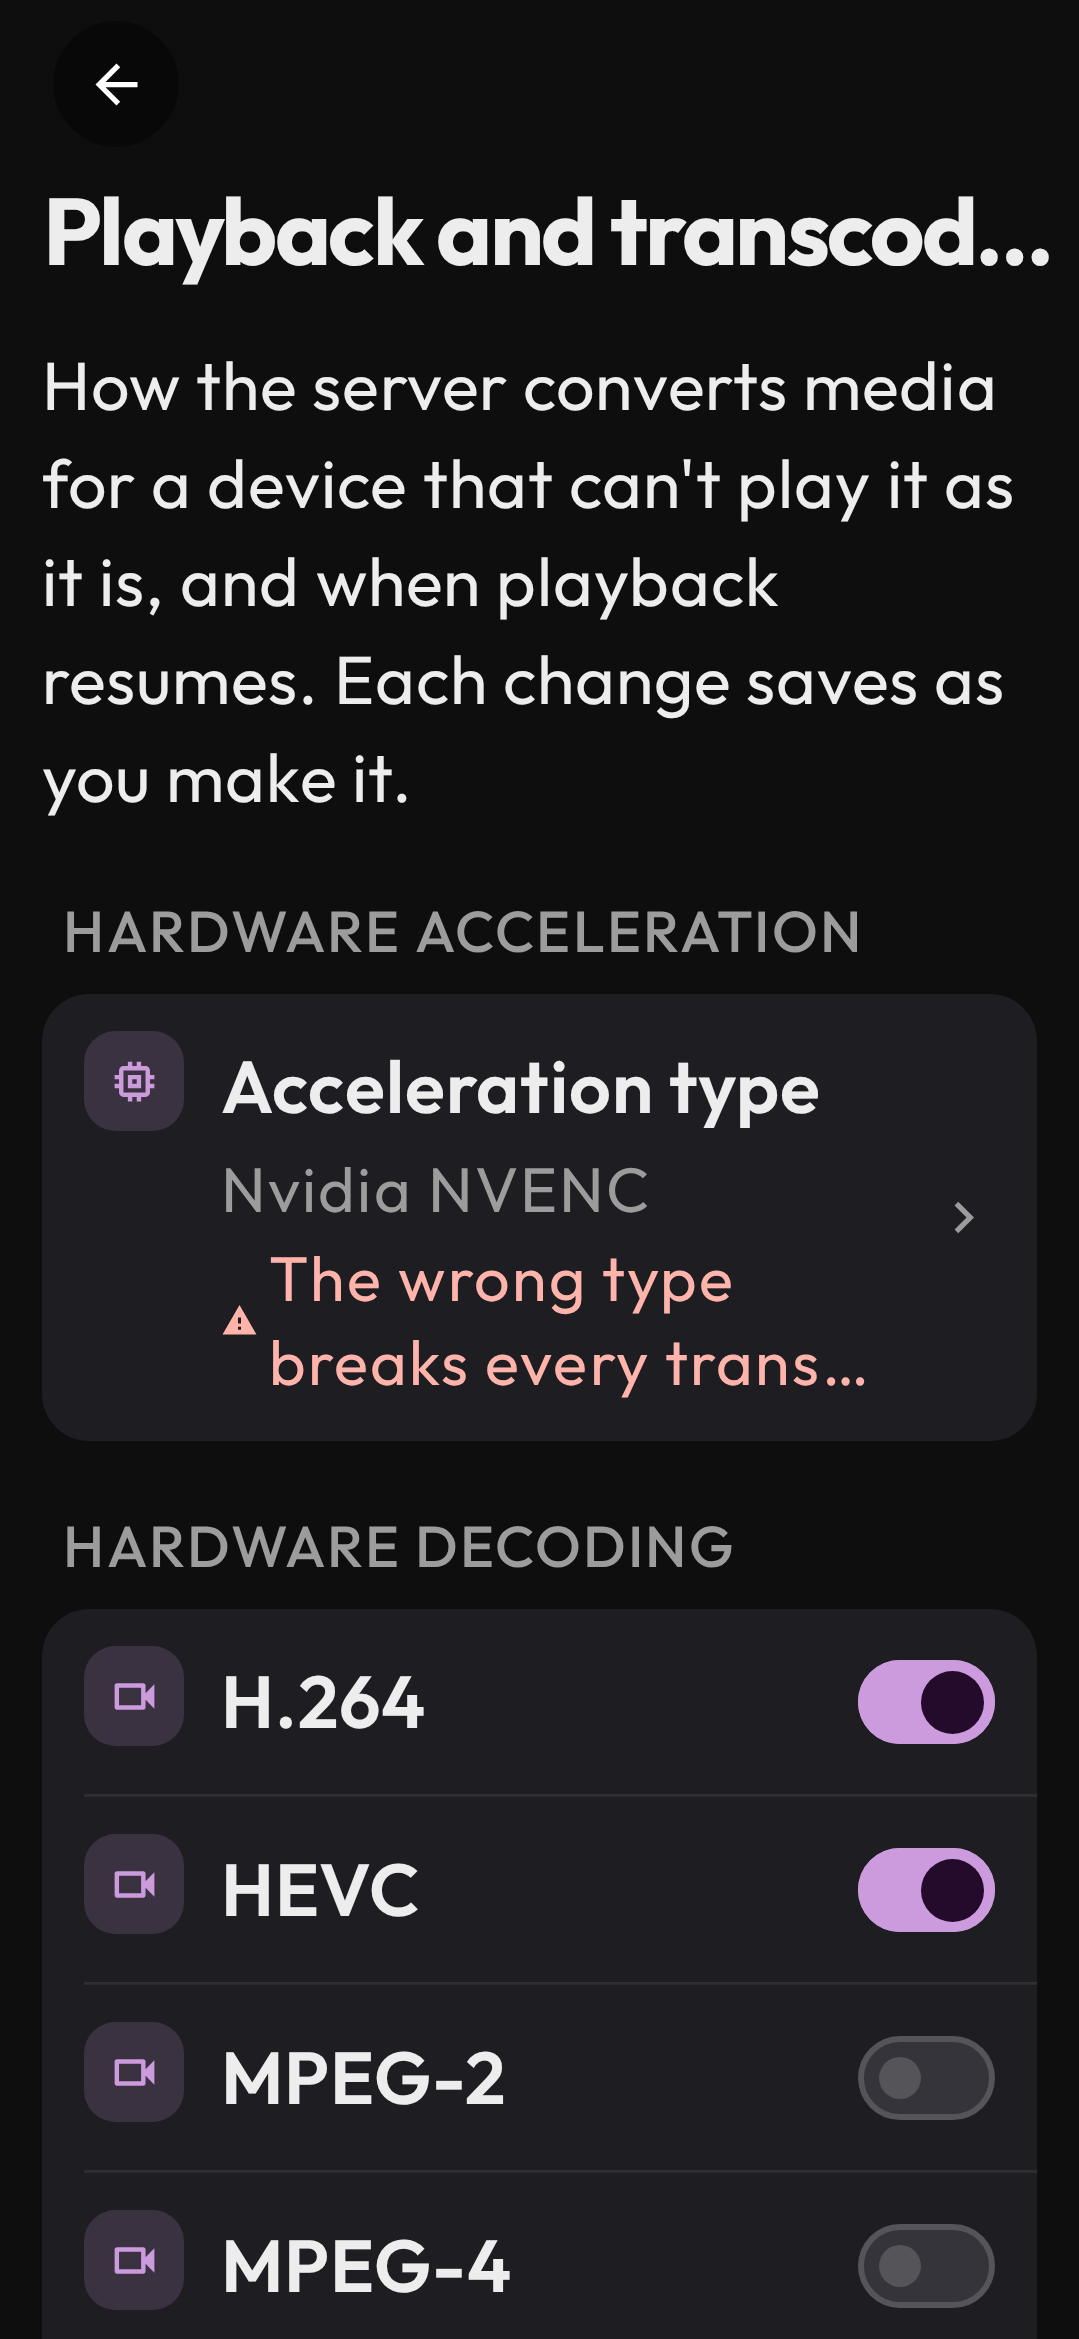 Playback and transcod...
How the server converts media
for a device that can't play it as
it is, and when playback
resumes. Each change saves as
you make it.
HARDWARE ACCELERATION
Acceleration type
Nvidia NVENC
The wrong type
breaks every trans...
HARDWARE DECODING
H.264
HEVC
MPEG-2
MPEG-4